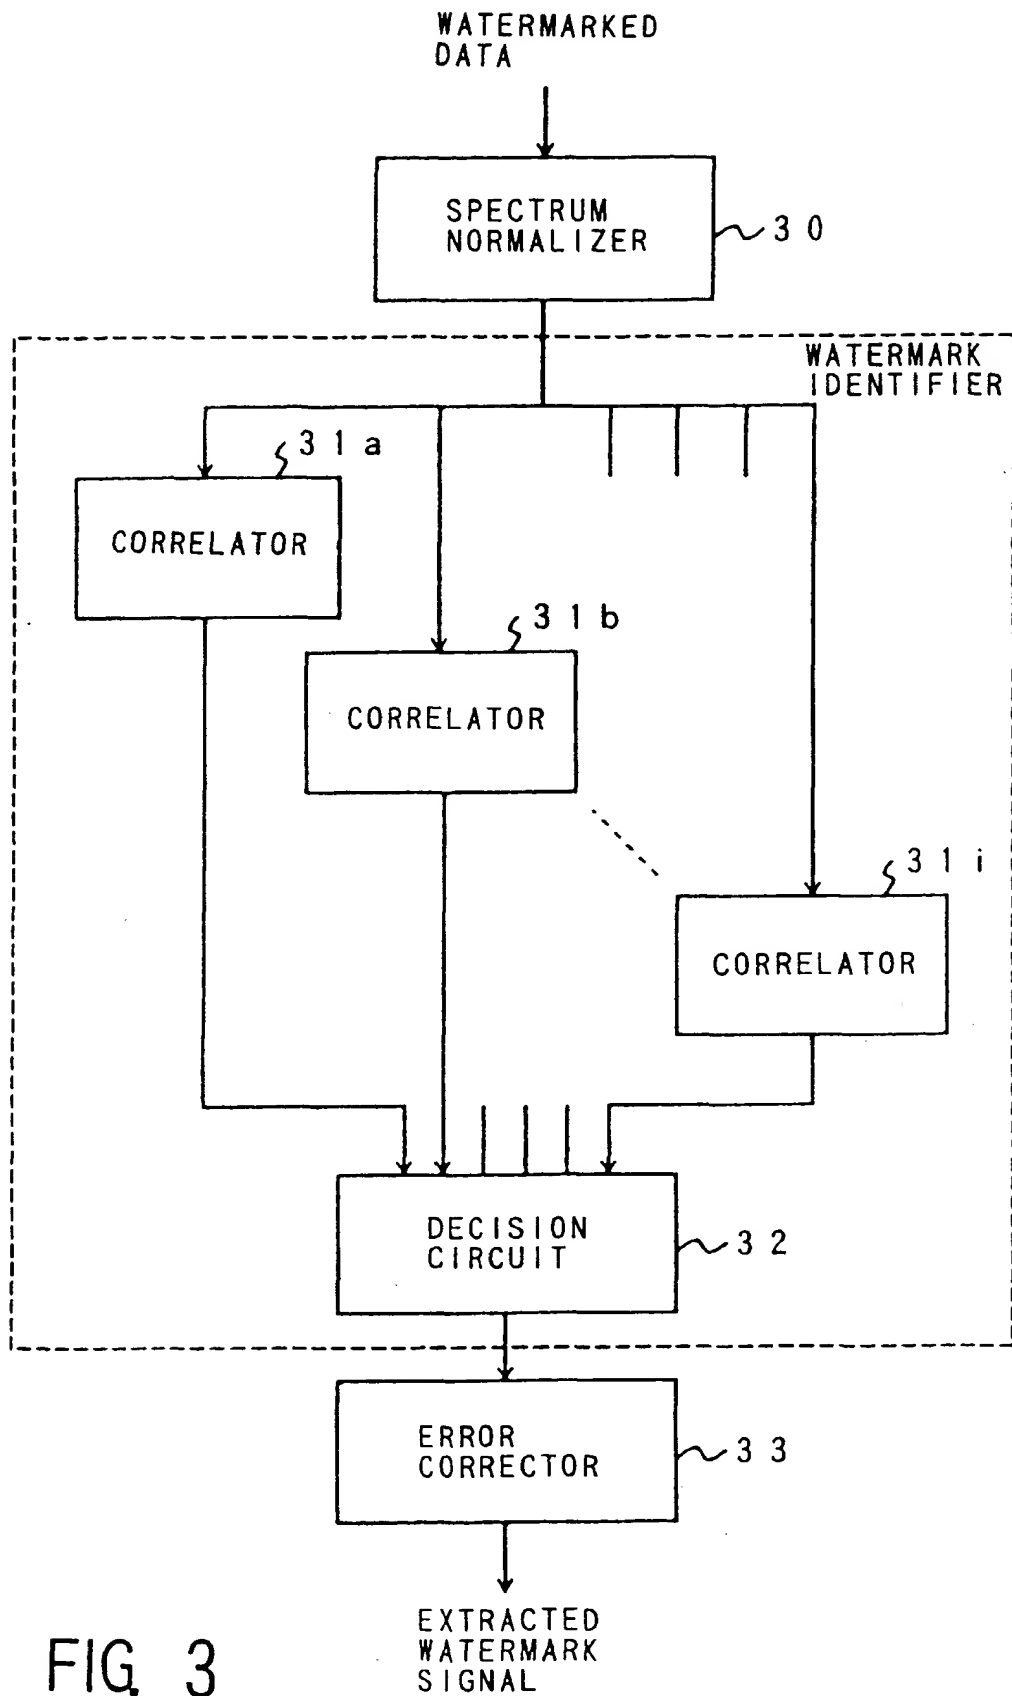 WATERMARKED
DATA
SPECTRUM
NORMALIZER
30
WATERMARK
IDENTIFIER
31a
CORRELATOR
31b
CORRELATOR
31i
CORRELATOR
DECISION
CIRCUIT
32
ERROR
CORRECTOR
33
EXTRACTED
WATERMARK
SIGNAL
FIG. 3